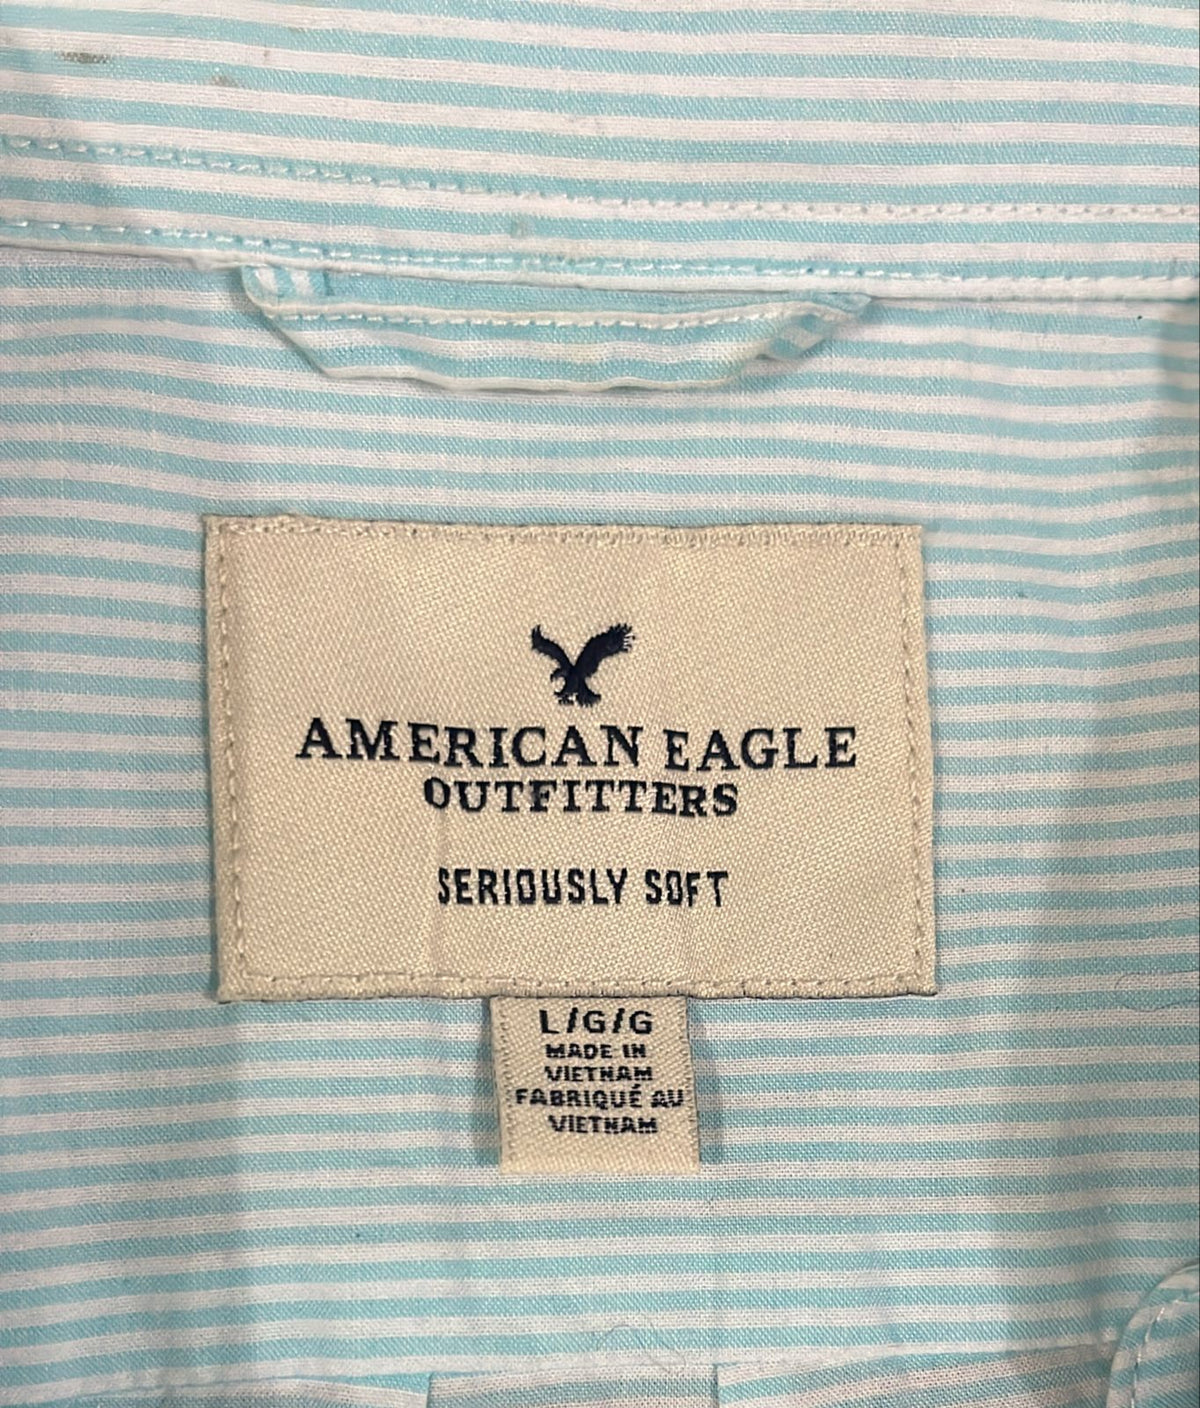 AMERICAN EAGLE
OUTFITTERS
SERIOUSLY SOFT
L/G/G
MADE IN
VIETNAM
FABRIQUÉ AU
VIETNAM